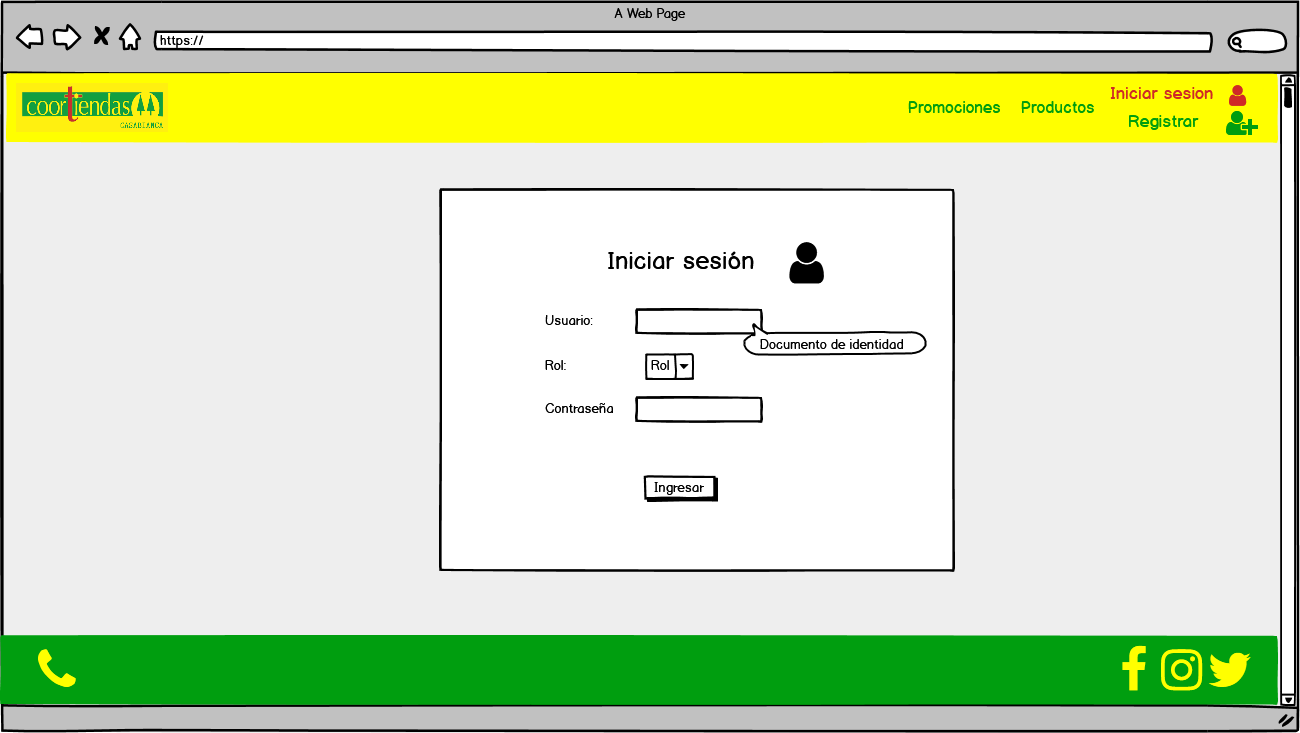 A Web Page
https://
coortiendas
CASABIANCA
Promociones
Productos
Iniciar sesion
Registrar
Iniciar sesión
Usuario:
Documento de identidad
Rol:
Rol
Contraseña
Ingresar